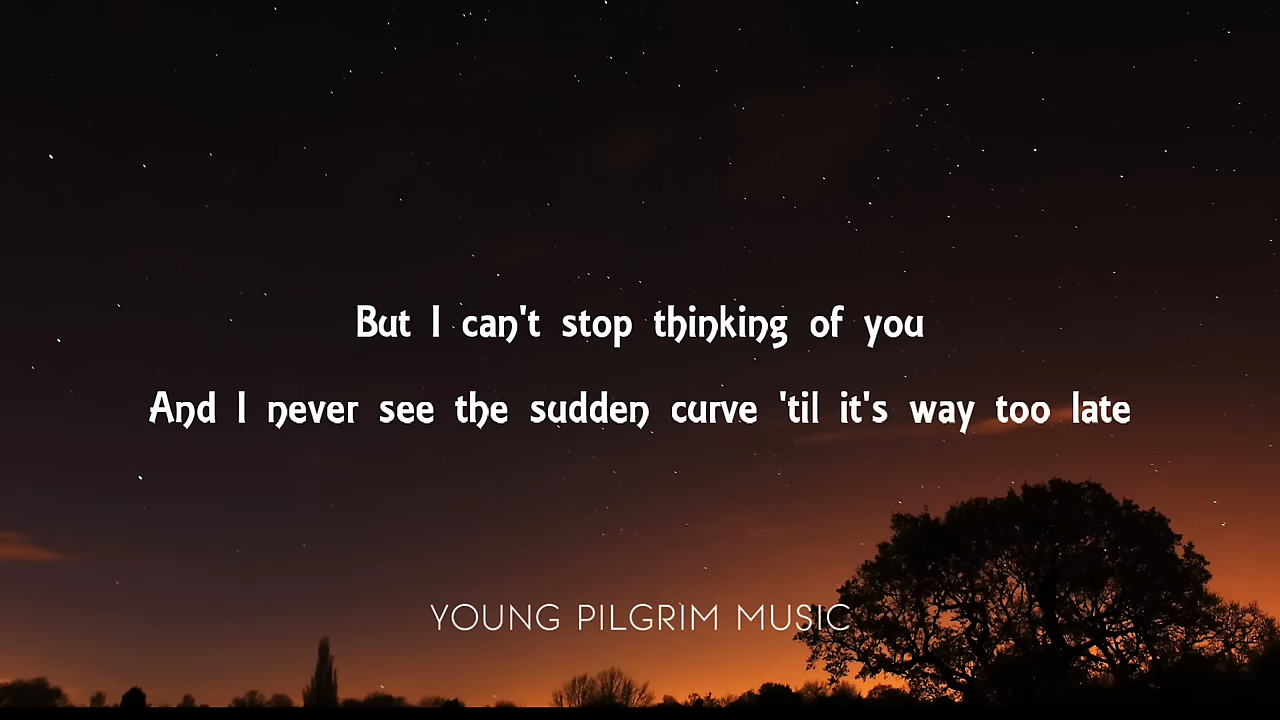 But I can't stop thinking of you
And I never see the sudden curve 'til it's way too late
YOUNG PILGRIM MUSIC